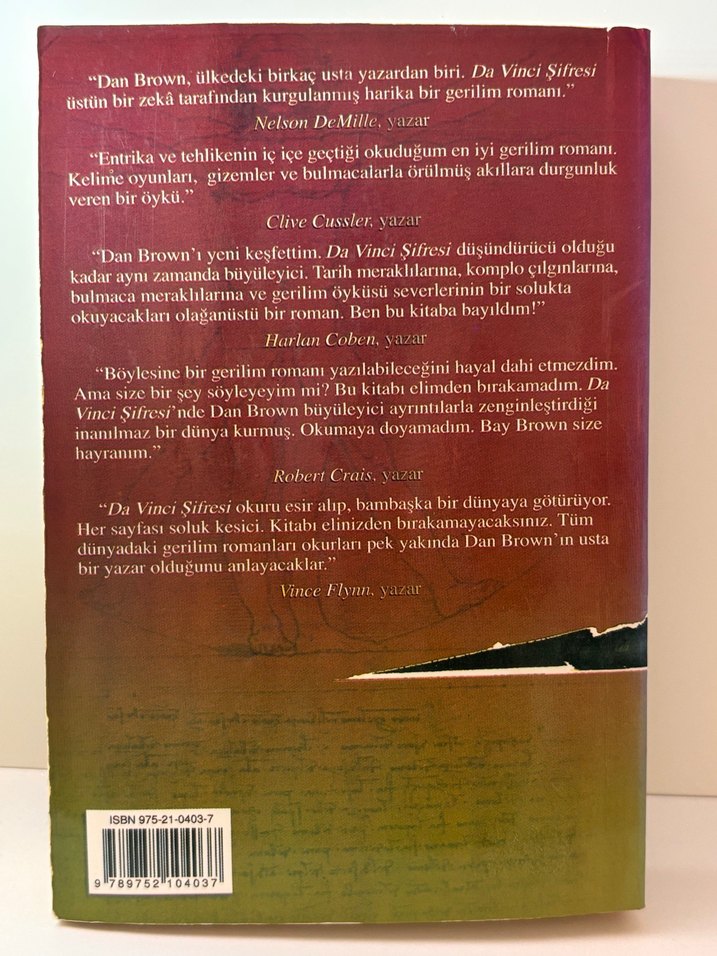 “Dan Brown, ülkedeki birkaç usta yazardan biri. Da Vinci Şifresi
üstün bir zekâ tarafından kurgulanmış harika bir gerilim romanı.”
Nelson DeMille, yazar
“Entrika ve tehlikenin iç içe geçtiği okuduğum en iyi gerilim romanı.
Kelime oyunları, gizemler ve bulmacalarla örülmüş akıllara durgunluk
veren bir öykü.”
Clive Cussler, yazar
“Dan Brown’ı yeni keşfettim. Da Vinci Şifresi düşündürücü olduğu
kadar aynı zamanda büyüleyici. Tarih meraklılarına, komplo çılgınlarına,
bulmaca meraklılarına ve gerilim öyküsü severlerinin bir solukta
okuyacakları olağanüstü bir roman. Ben bu kitaba bayıldım!”
Harlan Coben, yazar
“Böylesine bir gerilim romanı yazılabileceğini hayal dahi etmezdim.
Ama size bir şey söyleyeyim mi? Bu kitabı elimden bırakamadım. Da
Vinci Şifresi’nde Dan Brown büyüleyici ayrıntılarla zenginleştirdiği
inanılmaz bir dünya kurmuş. Okumaya doyamadım. Bay Brown size
hayranım.”
Robert Crais, yazar
“Da Vinci Şifresi okuru esir alıp, bambaşka bir dünyaya götürüyor.
Her sayfası soluk kesici. Kitabı elinizden bırakamayacaksınız. Tüm
dünyadaki gerilim romanları okurları pek yakında Dan Brown’ın usta
bir yazar olduğunu anlayacaklar.”
Vince Flynn, yazar
ISBN 975-21-0403-7
9 789752 104037